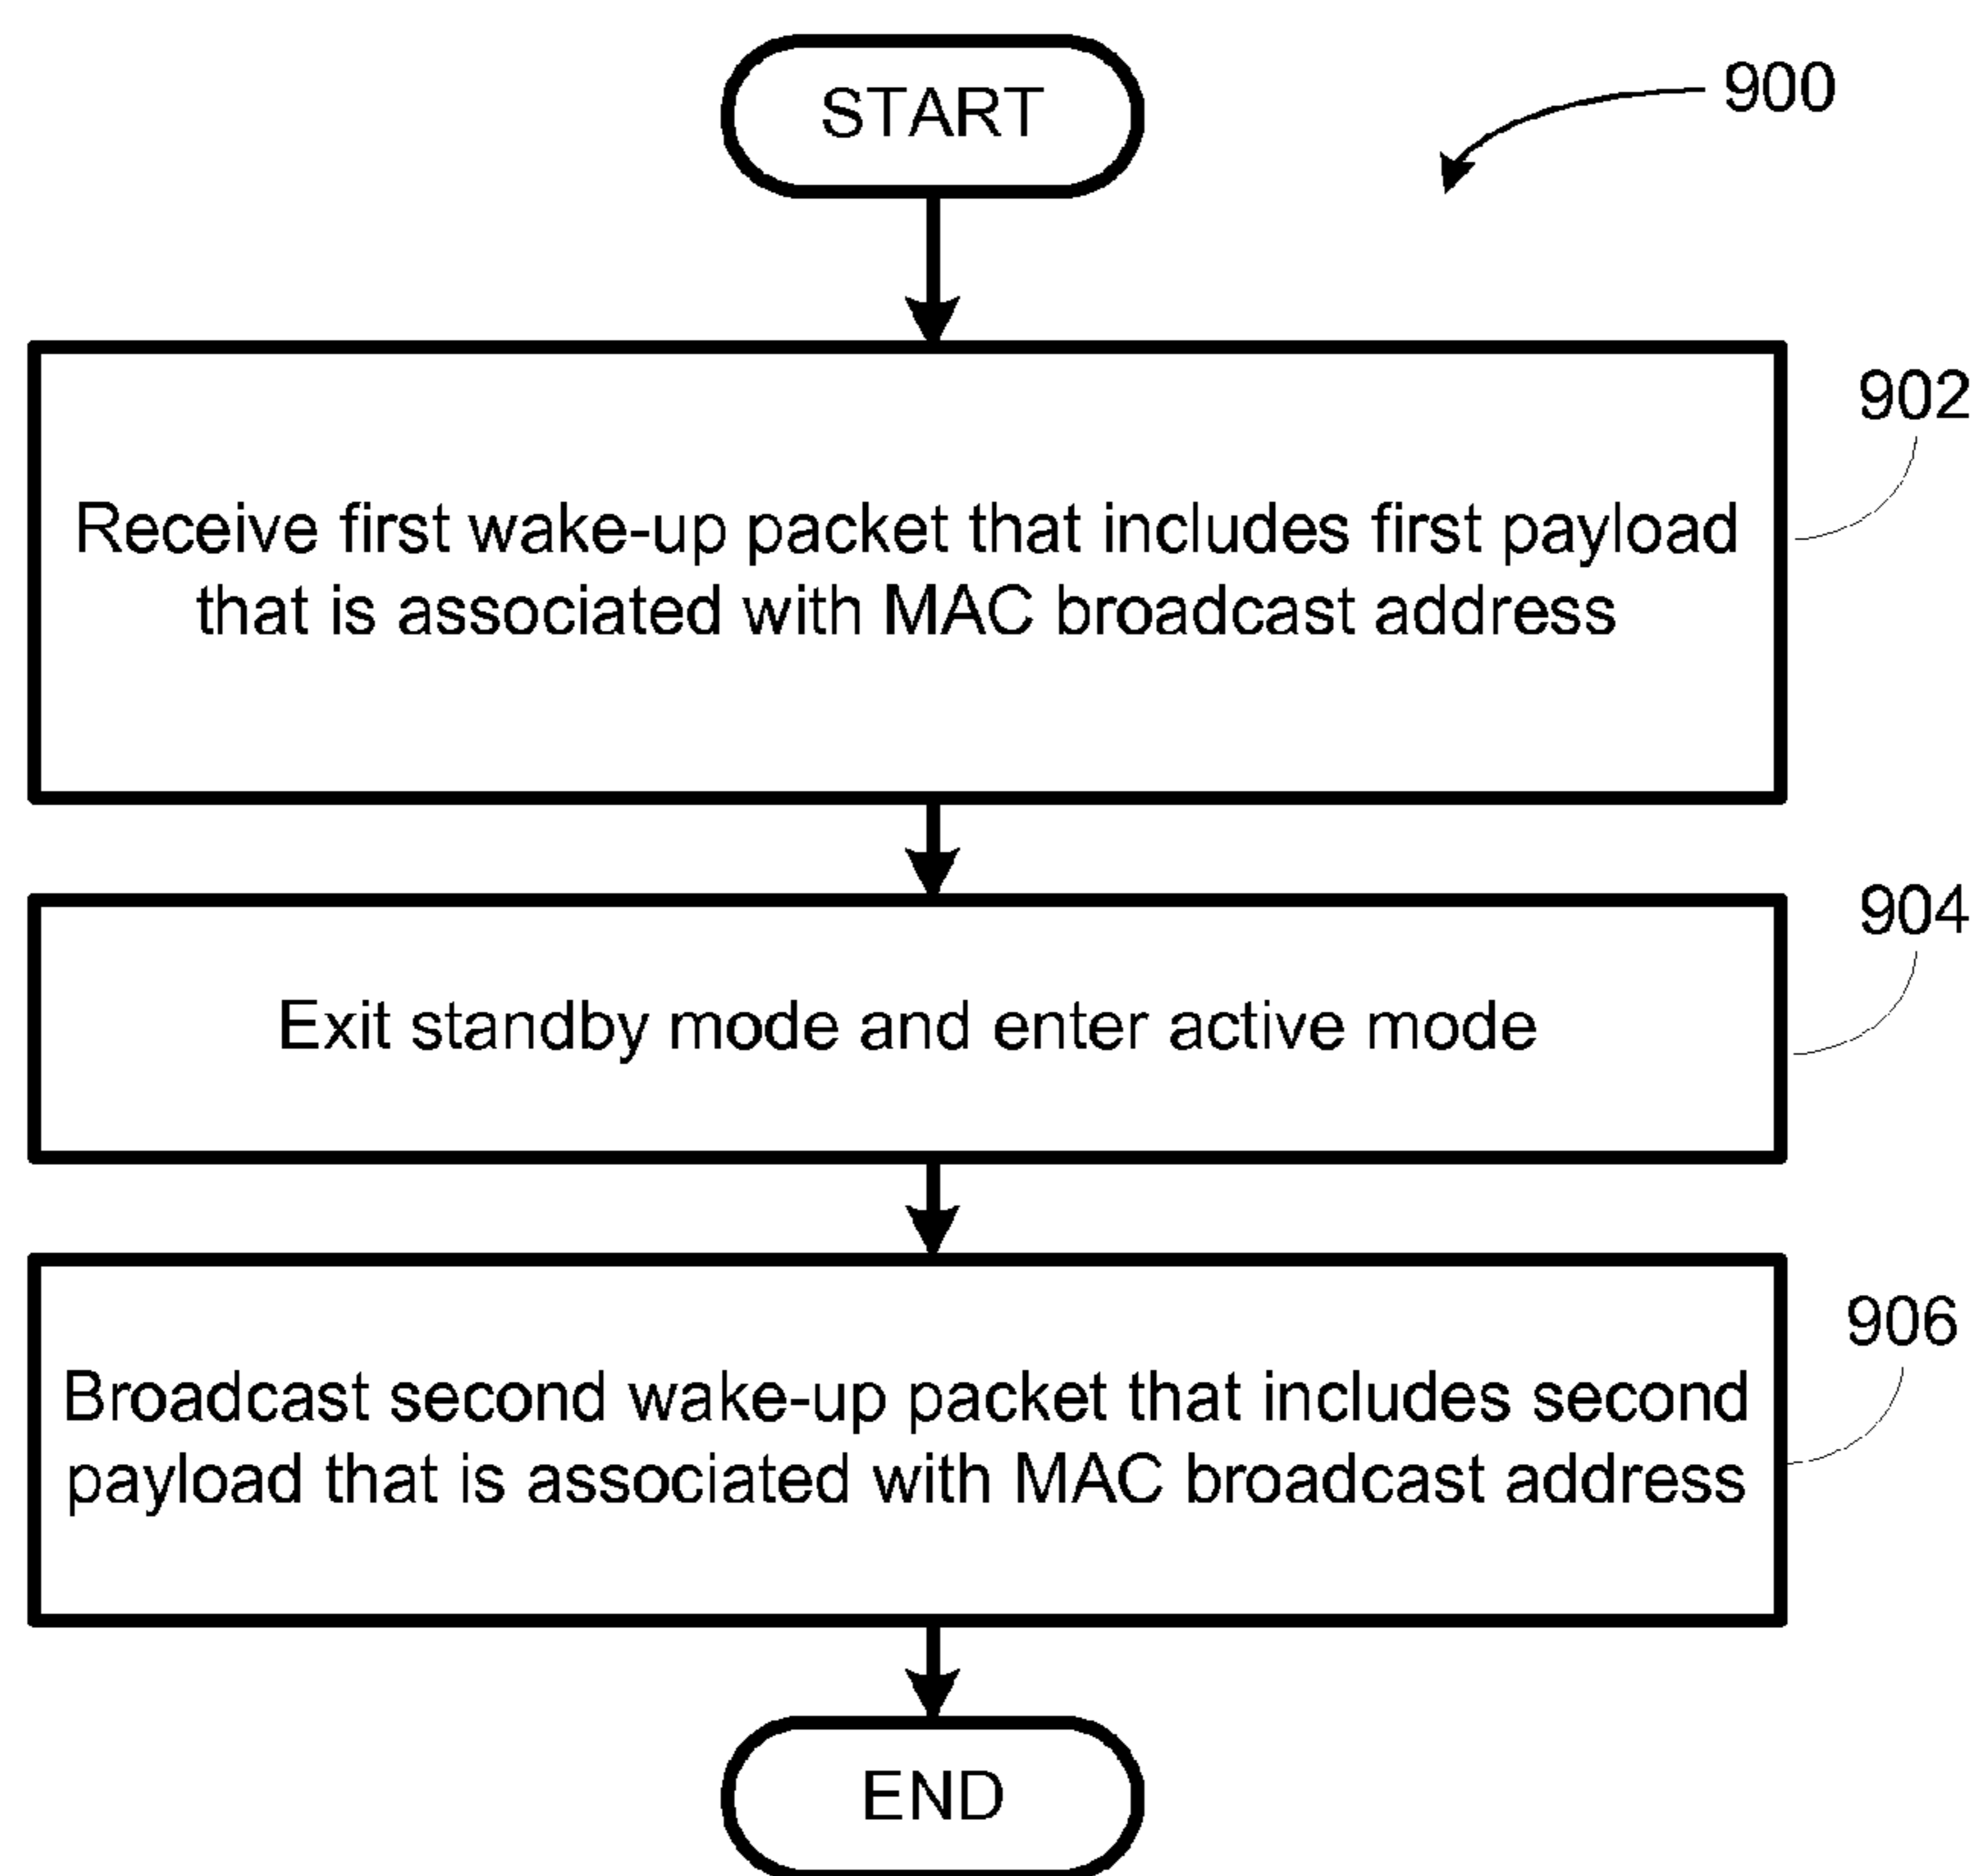 START
900
902
Receive first wake-up packet that includes first payload
that is associated with MAC broadcast address
904
Exit standby mode and enter active mode
906
Broadcast second wake-up packet that includes second
payload that is associated with MAC broadcast address
END